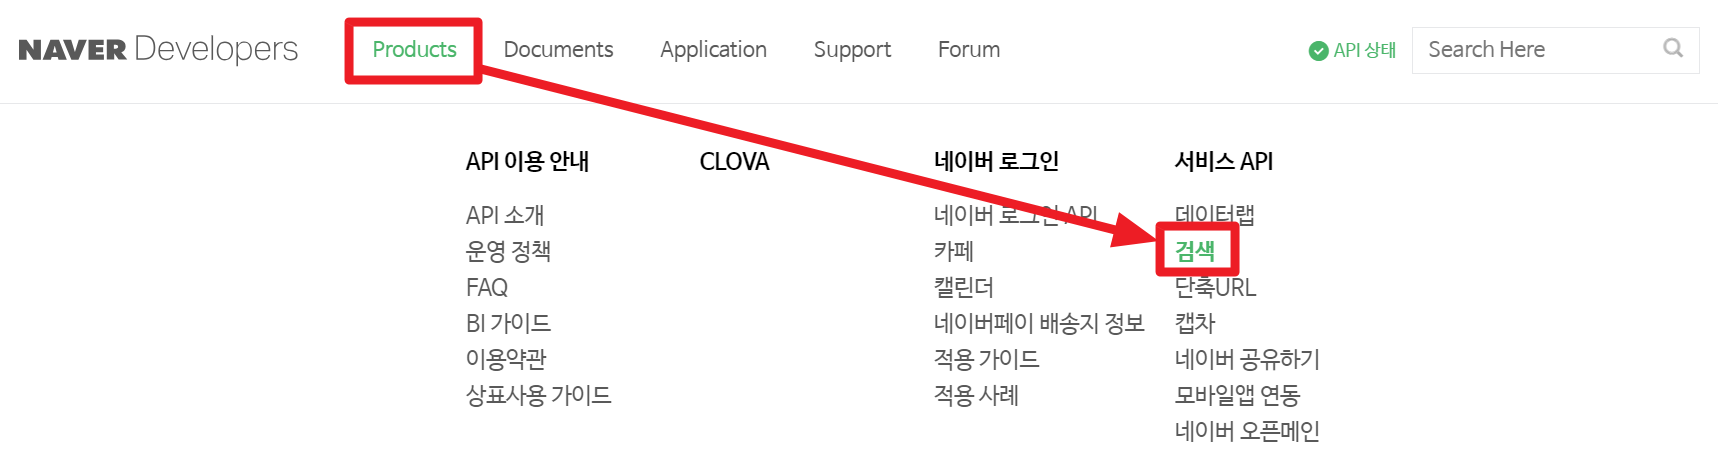 NAVER Developers
Products
Documents
Application
Support
Forum
API 상태
Search Here
API 이용 안내
API 소개
운영 정책
FAQ
BI 가이드
이용약관
상표사용 가이드
CLOVA
네이버 로그인
네이버 로그인 API
카페
캘린더
네이버페이 배송지 정보
적용 가이드
적용 사례
서비스 API
데이터랩
검색
단축URL
캡차
네이버 공유하기
모바일앱 연동
네이버 오픈메인